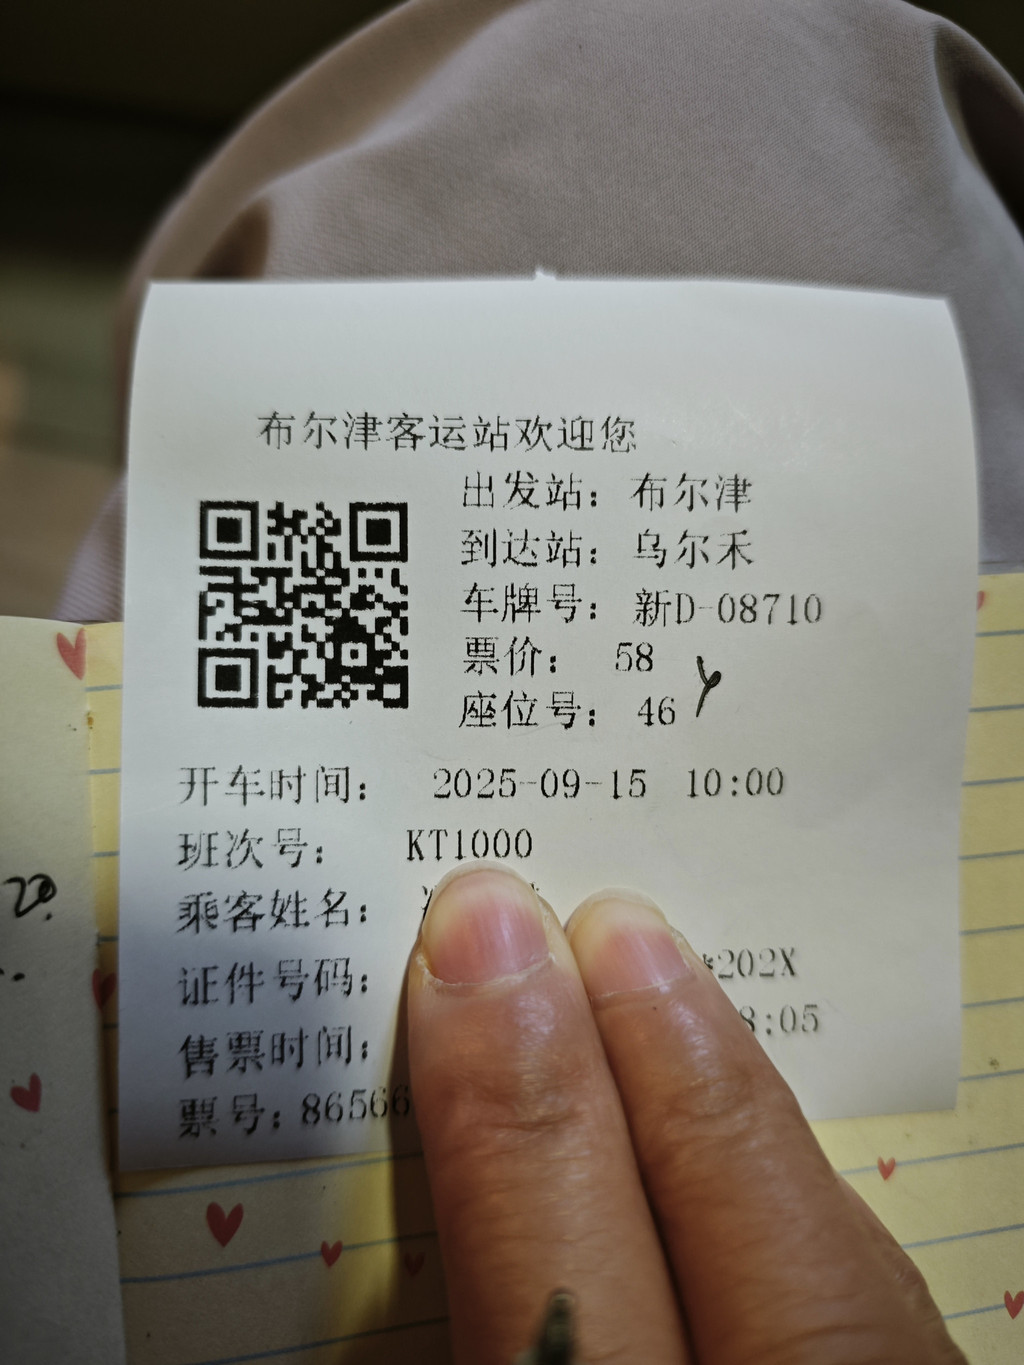 布尔津客运站欢迎您
出发站：布尔津
到达站：乌尔禾
车牌号：新D-08710
票价：58
座位号：46
开车时间：2025-09-15 10:00
班次号：KT1000
乘客姓名：
证件号码：*202X
售票时间：8:05
票号：86566